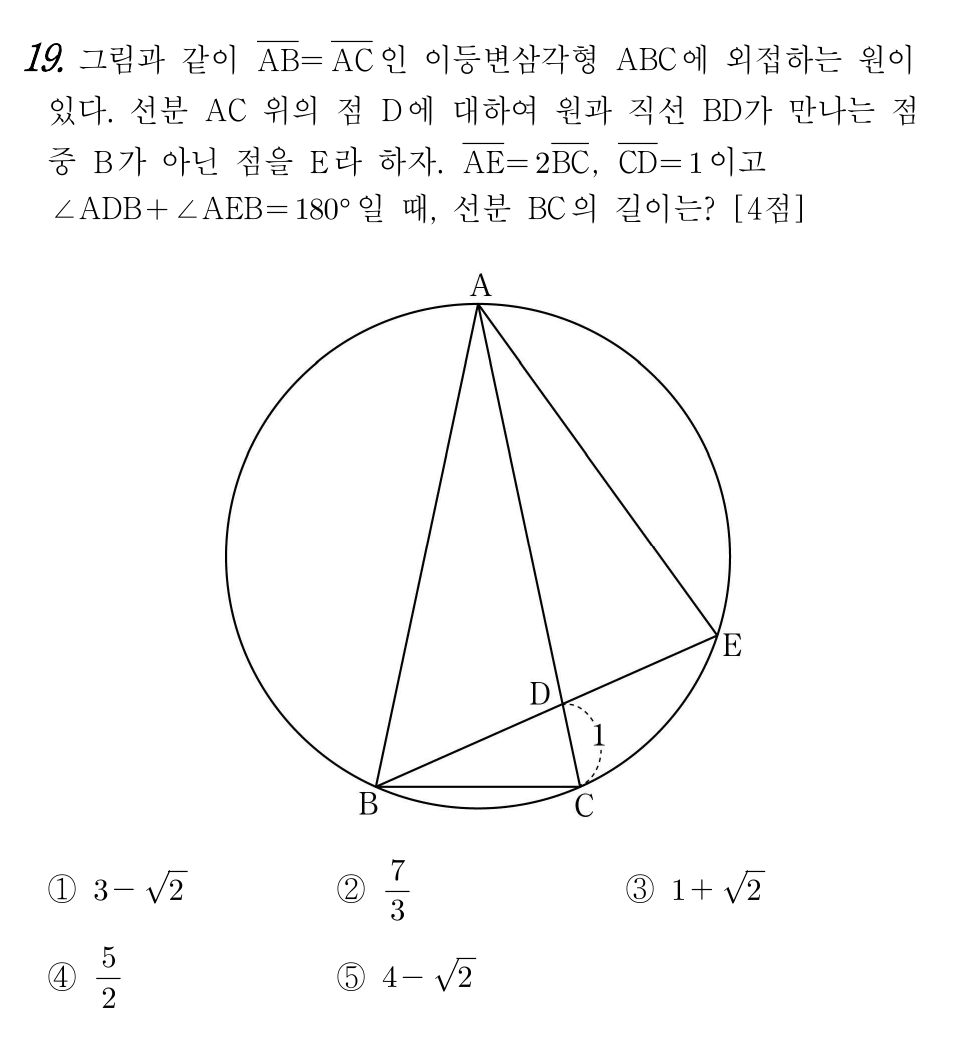 19. 그림과 같이 $\overline{AB}=\overline{AC}$인 이등변삼각형 ABC에 외접하는 원이
있다. 선분 AC 위의 점 D에 대하여 원과 직선 BD가 만나는 점
중 B가 아닌 점을 E라 하자. $\overline{AE}=2\overline{BC}$, $\overline{CD}=1$이고
∠ADB+∠AEB=180°일 때, 선분 BC의 길이는? [4점]
A
E
D
1
B
C
① $3-\sqrt{2}$ ② $\frac{7}{3}$ ③ $1+\sqrt{2}$
④ $\frac{5}{2}$ ⑤ $4-\sqrt{2}$